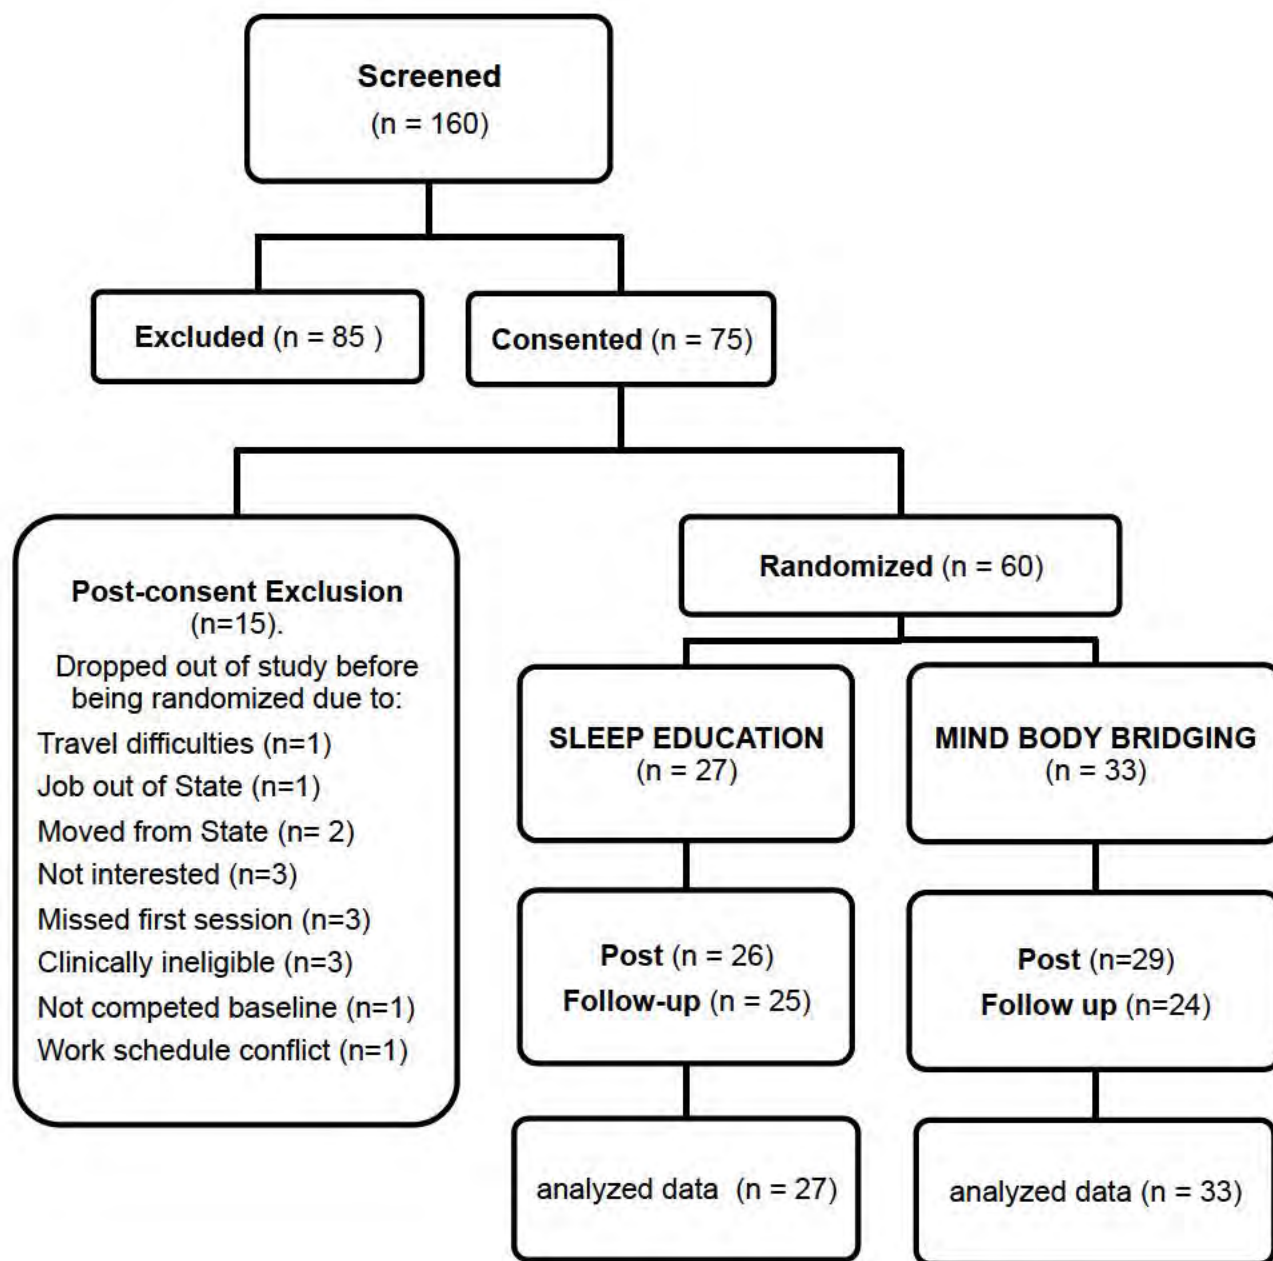 Screened
(n = 160)
Excluded (n = 85 )
Consented (n = 75)
Post-consent Exclusion
(n=15).
Dropped out of study before
being randomized due to:
Travel difficulties (n=1)
Job out of State (n=1)
Moved from State (n= 2)
Not interested (n=3)
Missed first session (n=3)
Clinically ineligible (n=3)
Not competed baseline (n=1)
Work schedule conflict (n=1)
Randomized (n = 60)
SLEEP EDUCATION
(n = 27)
MIND BODY BRIDGING
(n = 33)
Post (n = 26)
Follow-up (n = 25)
Post (n=29)
Follow up (n=24)
analyzed data  (n = 27)
analyzed data (n = 33)